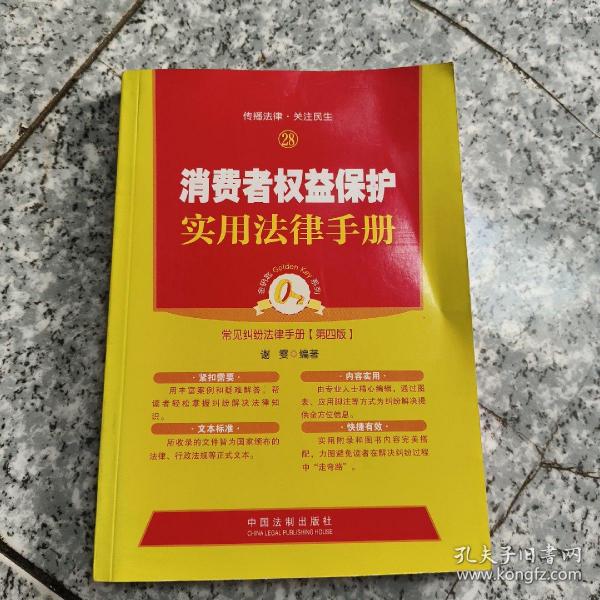 传播法律·关注民生
28
消费者权益保护
实用法律手册
金钥匙 Golden Key 系列
常见纠纷法律手册【第四版】
谢雯◇编著
·紧扣需要·
用丰富案例和疑难解答,帮
读者轻松掌握纠纷解决法律知
识。
·文本标准·
所收录的文件皆为国家颁布的
法律、行政法规等正式文本。
·内容实用·
由专业人士精心编辑,通过图
表、应用脚注等方式为纠纷解决提
供全方位信息。
·快捷有效·
实用附录和图书内容完美搭
配,力图避免读者在解决纠纷过程
中“走弯路”。
中国法制出版社
CHINA LEGAL PUBLISHING HOUSE
孔夫子旧书网
www.kongfz.com